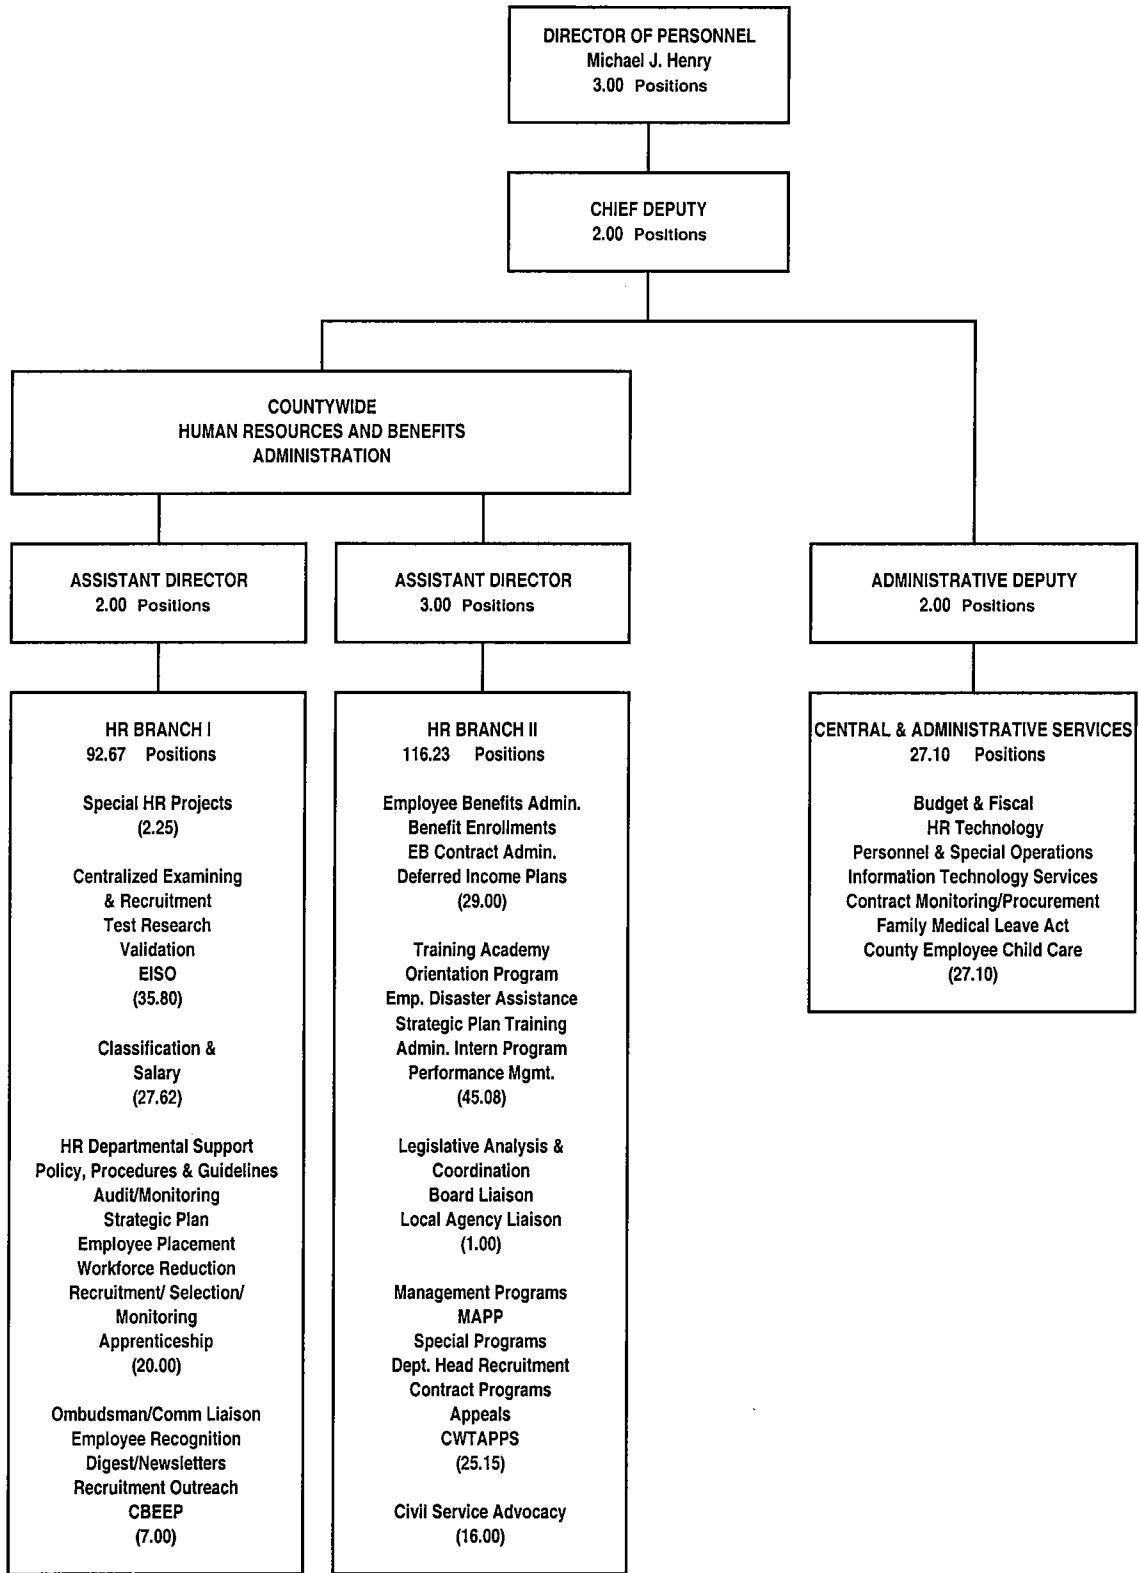 DIRECTOR OF PERSONNEL
Michael J. Henry
3.00 Positions
CHIEF DEPUTY
2.00 Positions
COUNTYWIDE
HUMAN RESOURCES AND BENEFITS
ADMINISTRATION
ASSISTANT DIRECTOR
2.00 Positions
ASSISTANT DIRECTOR
3.00 Positions
ADMINISTRATIVE DEPUTY
2.00 Positions
HR BRANCH I
92.67 Positions
Special HR Projects
(2.25)
Centralized Examining
& Recruitment
Test Research
Validation
EISO
(35.80)
Classification &
Salary
(27.62)
HR Departmental Support
Policy, Procedures & Guidelines
Audit/Monitoring
Strategic Plan
Employee Placement
Workforce Reduction
Recruitment/ Selection/
Monitoring
Apprenticeship
(20.00)
Ombudsman/Comm Liaison
Employee Recognition
Digest/Newsletters
Recruitment Outreach
CBEEP
(7.00)
HR BRANCH II
116.23 Positions
Employee Benefits Admin.
Benefit Enrollments
EB Contract Admin.
Deferred Income Plans
(29.00)
Training Academy
Orientation Program
Emp. Disaster Assistance
Strategic Plan Training
Admin. Intern Program
Performance Mgmt.
(45.08)
Legislative Analysis &
Coordination
Board Liaison
Local Agency Liaison
(1.00)
Management Programs
MAPP
Special Programs
Dept. Head Recruitment
Contract Programs
Appeals
CWTAPPS
(25.15)
Civil Service Advocacy
(16.00)
CENTRAL & ADMINISTRATIVE SERVICES
27.10 Positions
Budget & Fiscal
HR Technology
Personnel & Special Operations
Information Technology Services
Contract Monitoring/Procurement
Family Medical Leave Act
County Employee Child Care
(27.10)